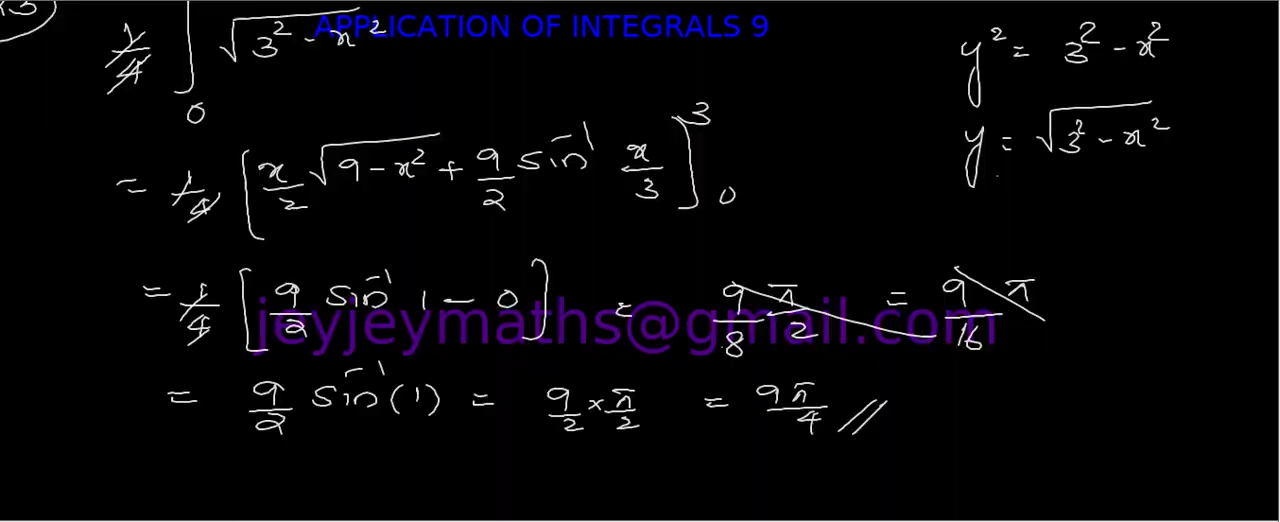 APPLICATION OF INTEGRALS 9
1/4 ∫₀ √(3² - x²)
y² = 3² - x²
y = √(3² - x²)
= 1/4 [x/2 √(9 - x²) + 9/2 sin⁻¹ x/3]₀³
= 1/4 [9/2 sin⁻¹ 1 - 0] = 9/8 π/2 = 9π/16
jeyjeymaths@gmail.com
= 9/2 sin⁻¹(1) = 9/2 × π/2 = 9π/4 //